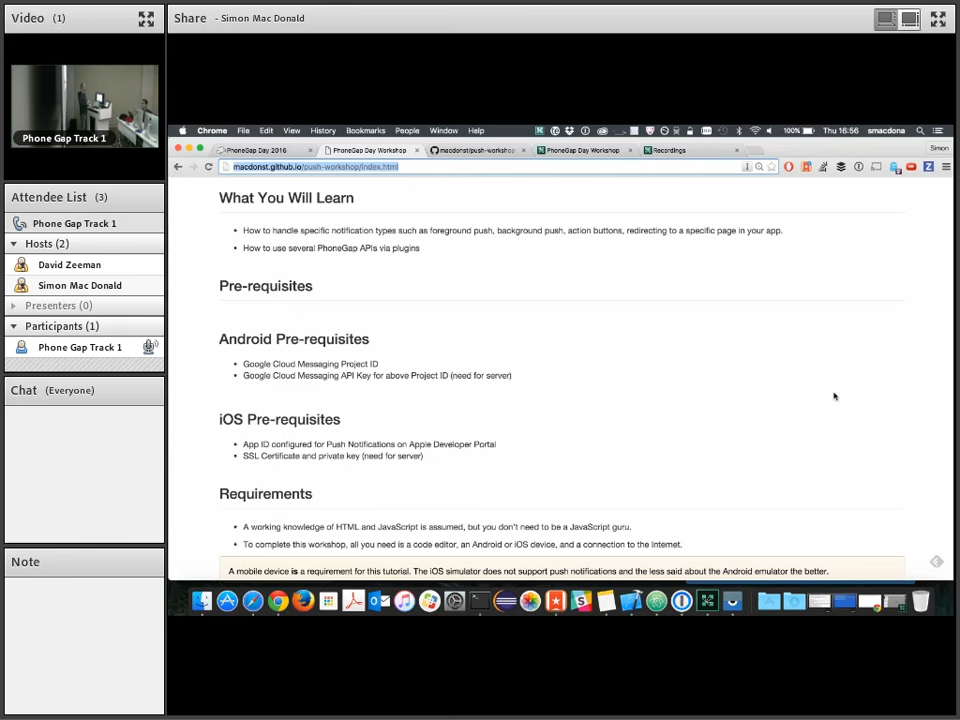 Video (1)
Phone Gap Track 1
Attendee List (3)
Phone Gap Track 1
Hosts (2)
David Zeeman
Simon Mac Donald
Presenters (0)
Participants (1)
Phone Gap Track 1
Chat (Everyone)
Note
Share - Simon Mac Donald
Chrome File Edit View History Bookmarks People Window Help 100% Thu 16:56 smacdona
PhoneGap Day 2016 PhoneGap Day Workshop macdonst/push-workshop: PhoneGap Day Workshop Recordings Simon
macdonst.github.io/push-workshop/index.html
What You Will Learn
How to handle specific notification types such as foreground push, background push, action buttons, redirecting to a specific page in your app.
How to use several PhoneGap APIs via plugins
Pre-requisites
Android Pre-requisites
Google Cloud Messaging Project ID
Google Cloud Messaging API Key for above Project ID (need for server)
iOS Pre-requisites
App ID configured for Push Notifications on Apple Developer Portal
SSL Certificate and private key (need for server)
Requirements
A working knowledge of HTML and JavaScript is assumed, but you don't need to be a JavaScript guru.
To complete this workshop, all you need is a code editor, an Android or iOS device, and a connection to the Internet.
A mobile device is a requirement for this tutorial. The iOS simulator does not support push notifications and the less said about the Android emulator the better.